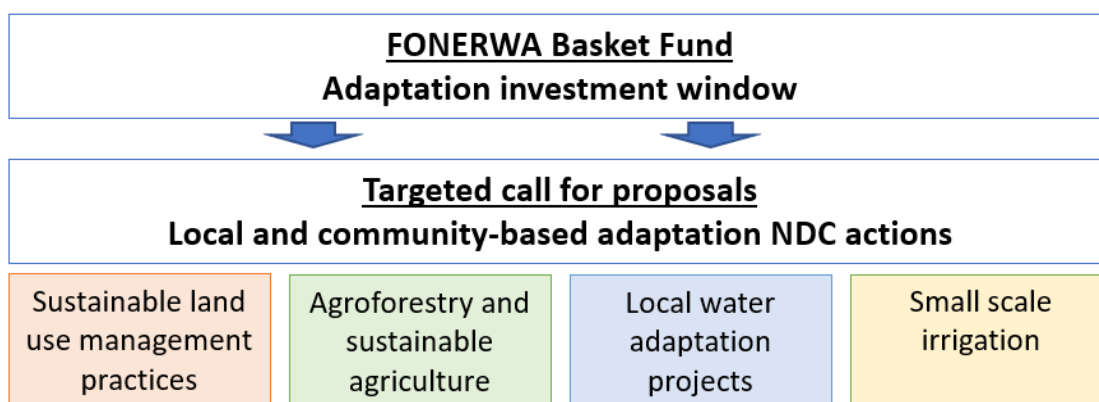 FONERWA Basket Fund
Adaptation investment window
Targeted call for proposals
Local and community-based adaptation NDC actions
Sustainable land
use management
practices
Agroforestry and
sustainable
agriculture
Local water
adaptation
projects
Small scale
irrigation